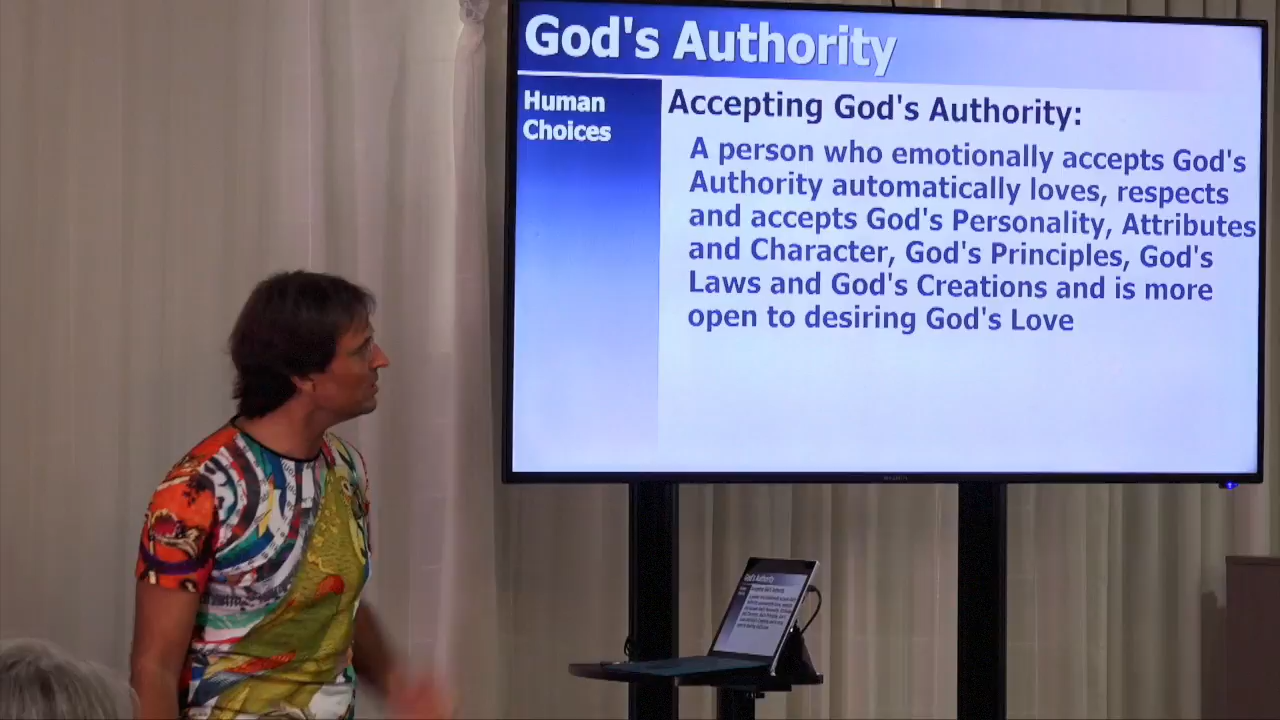 God's Authority
Human
Choices
Accepting God's Authority:
A person who emotionally accepts God's
Authority automatically loves, respects
and accepts God's Personality, Attributes
and Character, God's Principles, God's
Laws and God's Creations and is more
open to desiring God's Love
God's Authority